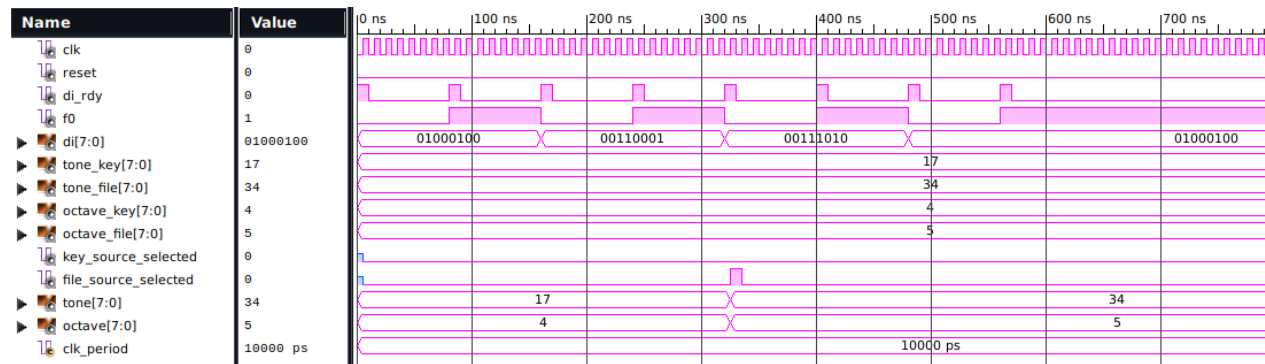 Name Value 0 ns 100 ns 200 ns 300 ns 400 ns 500 ns 600 ns 700 ns
clk 0
reset 0
di_rdy 0
f0 1
di[7:0] 01000100 01000100 00110001 00111010 01000100
tone_key[7:0] 17 17
tone_file[7:0] 34 34
octave_key[7:0] 4 4
octave_file[7:0] 5 5
key_source_selected 0
file_source_selected 0
tone[7:0] 34 17 34
octave[7:0] 5 4 5
clk_period 10000 ps 10000 ps